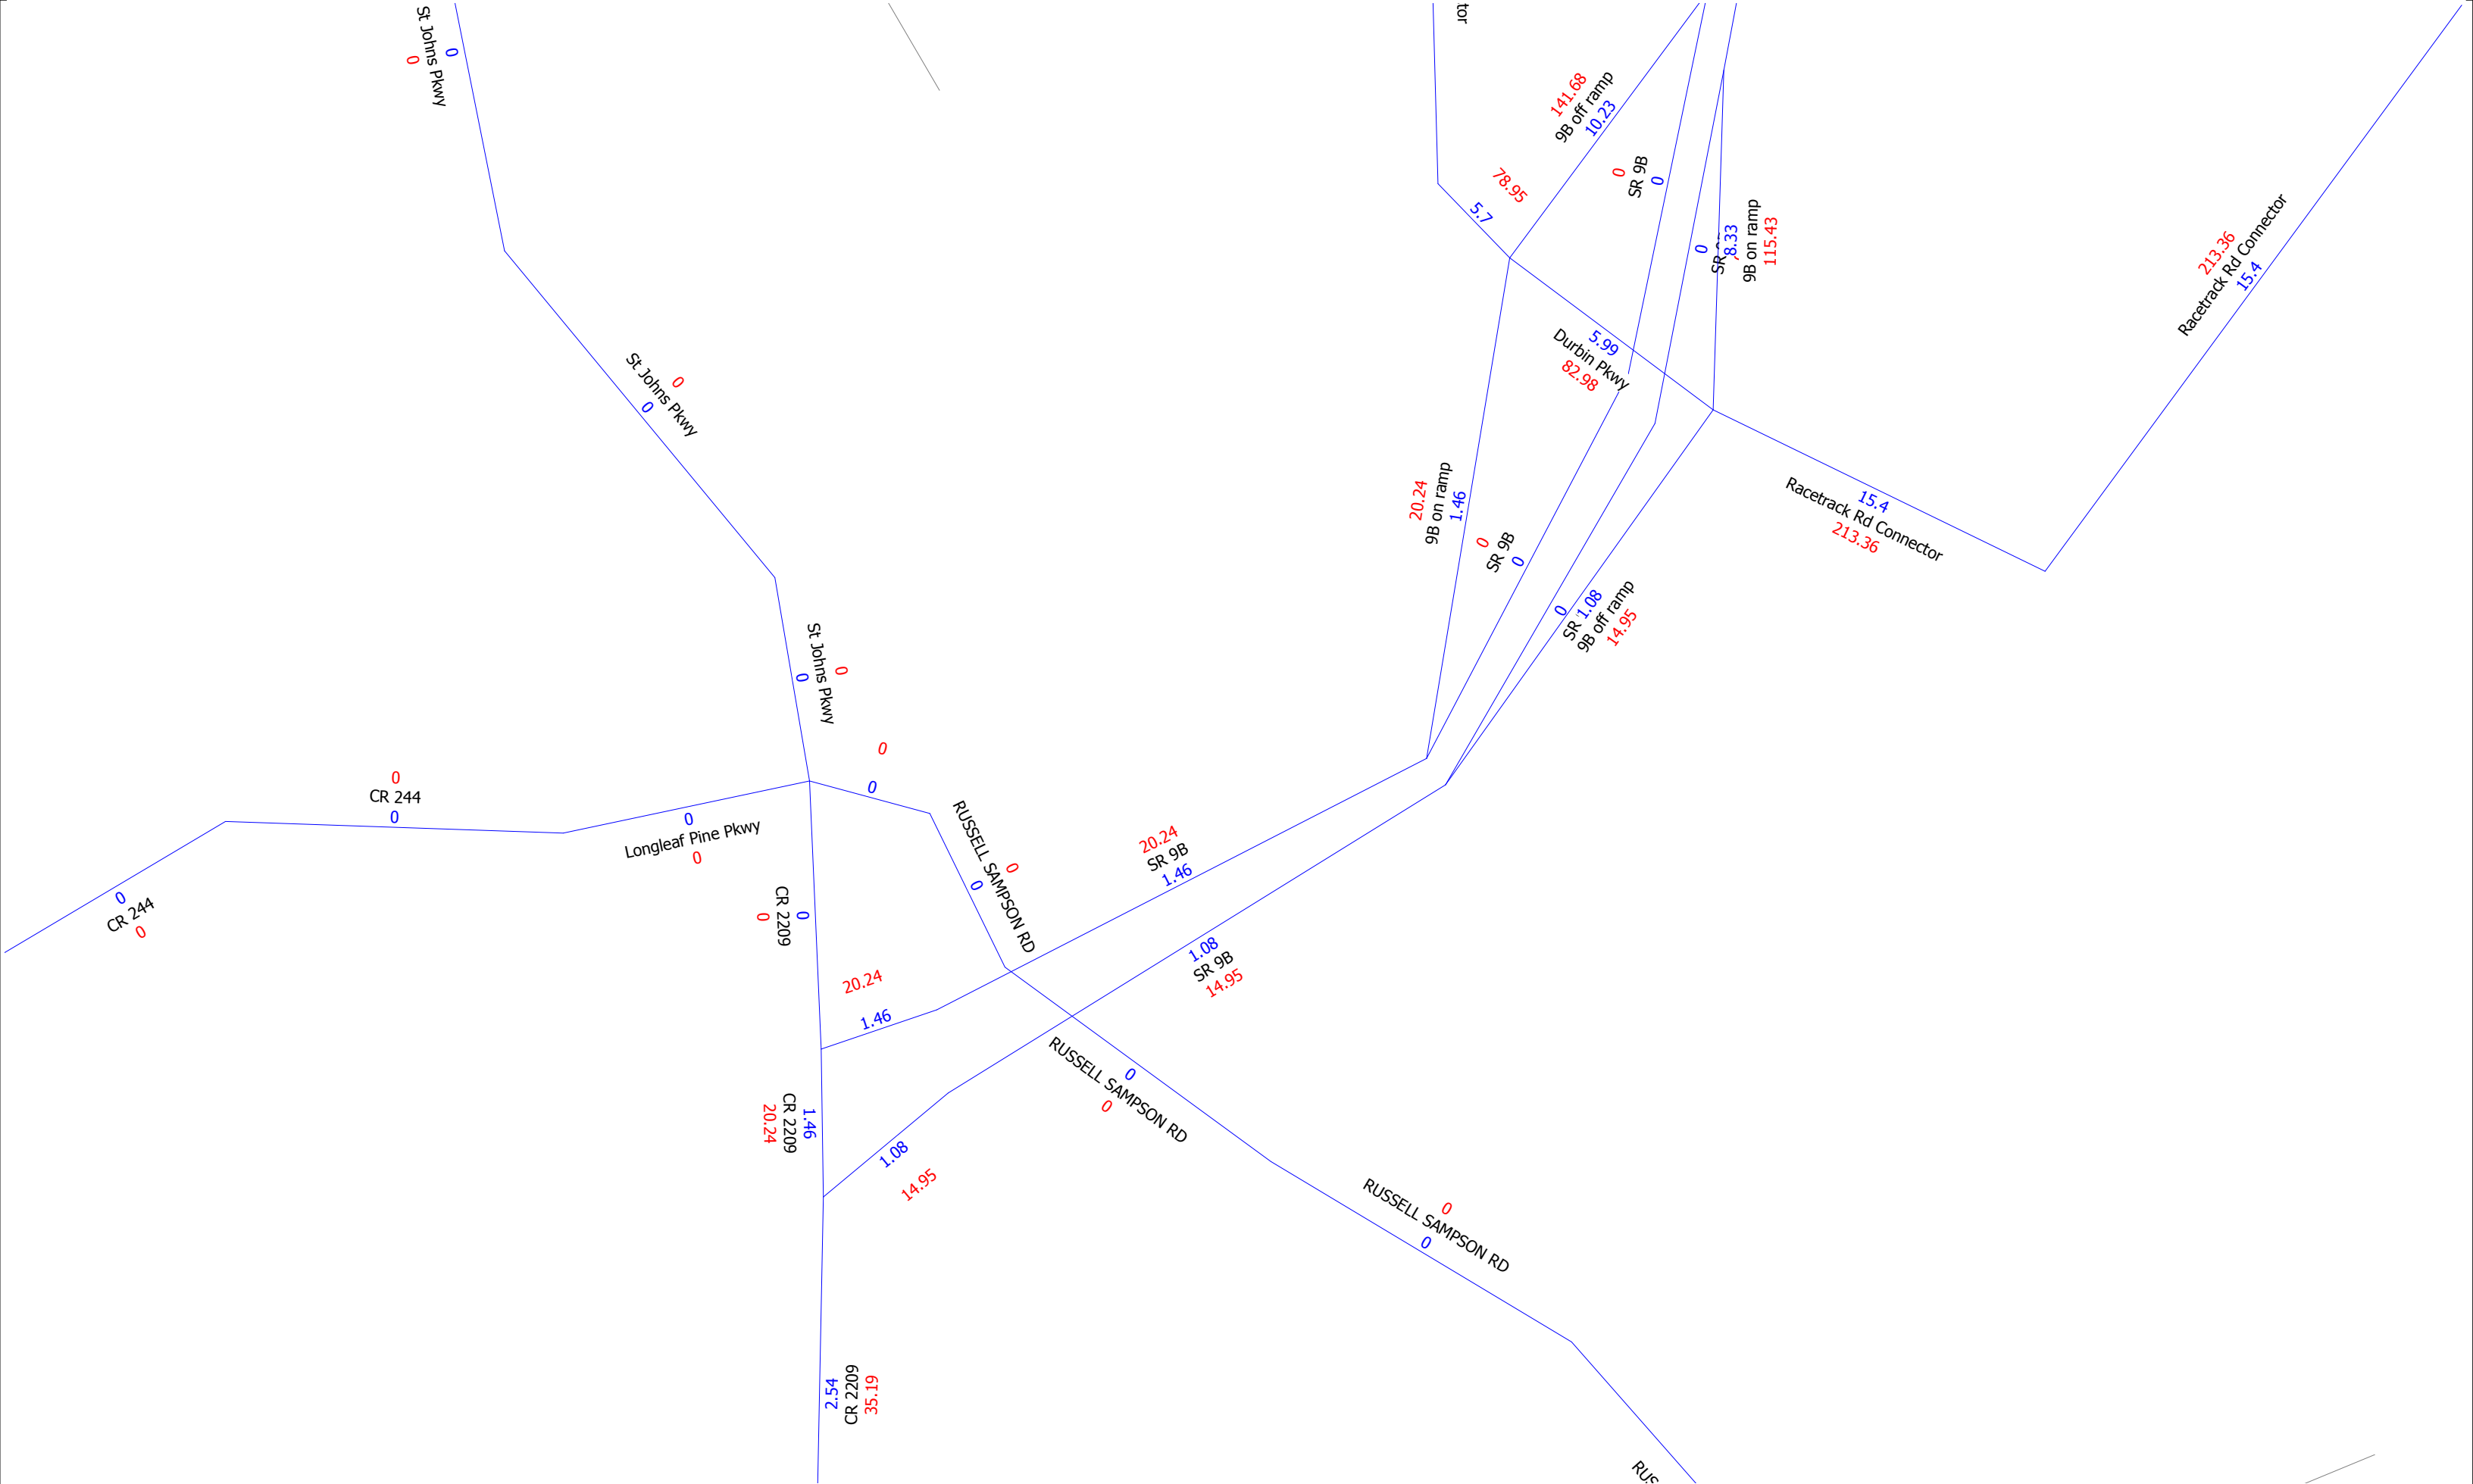 St Johns Pkwy
0
0
tor
141.68
9B off ramp
10.23
78.95
5.7
0
SR 9B
0
0
SR
8.33
9B on ramp
115.43
213.36
Racetrack Rd Connector
15.4
0
St Johns Pkwy
0
5.99
Durbin Pkwy
82.98
20.24
9B on ramp
1.46
0
SR 9B
0
15.4
Racetrack Rd Connector
213.36
0
SR
1.08
9B off ramp
14.95
St Johns Pkwy
0
0
0
0
0
CR 244
0
0
Longleaf Pine Pkwy
0
0
CR 244
0
RUSSELL SAMPSON RD
0
0
20.24
SR 9B
1.46
CR 2209
0
0
1.08
SR 9B
14.95
20.24
1.46
RUSSELL SAMPSON RD
0
0
1.46
CR 2209
20.24
1.08
14.95
0
RUSSELL SAMPSON RD
0
2.54
CR 2209
35.19
RUS